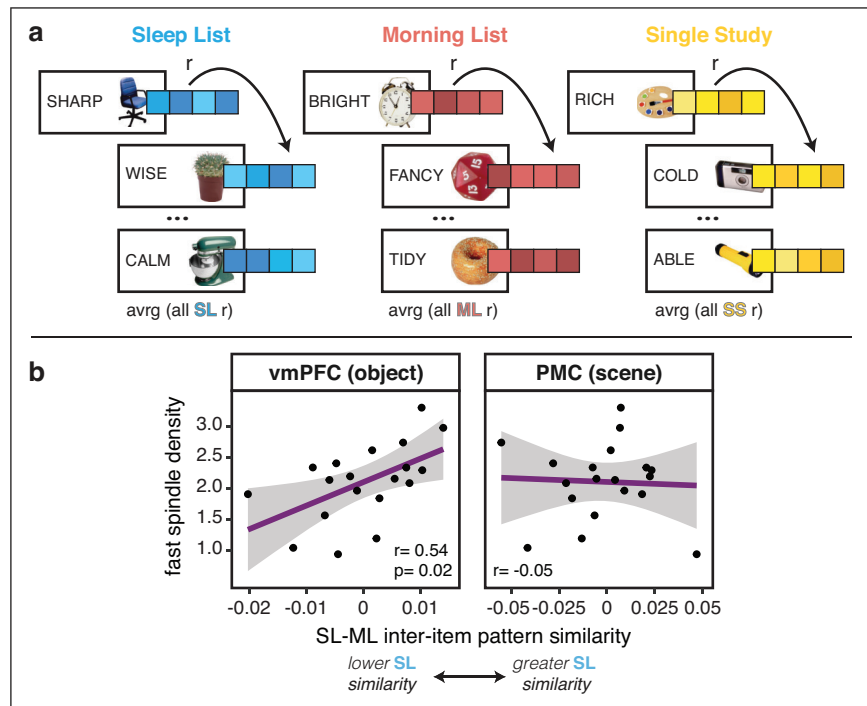 a
Sleep List
Morning List
Single Study
r
r
r
SHARP
BRIGHT
RICH
WISE
FANCY
COLD
...
...
...
CALM
TIDY
ABLE
avrg (all SL r)
avrg (all ML r)
avrg (all SS r)
b
vmPFC (object)
PMC (scene)
fast spindle density
3.0
2.5
2.0
1.5
1.0
r= 0.54
p= 0.02
r= -0.05
-0.02
-0.01
0
0.01
-0.05
-0.025
0
0.025
0.05
SL-ML inter-item pattern similarity
lower SL
similarity
greater SL
similarity